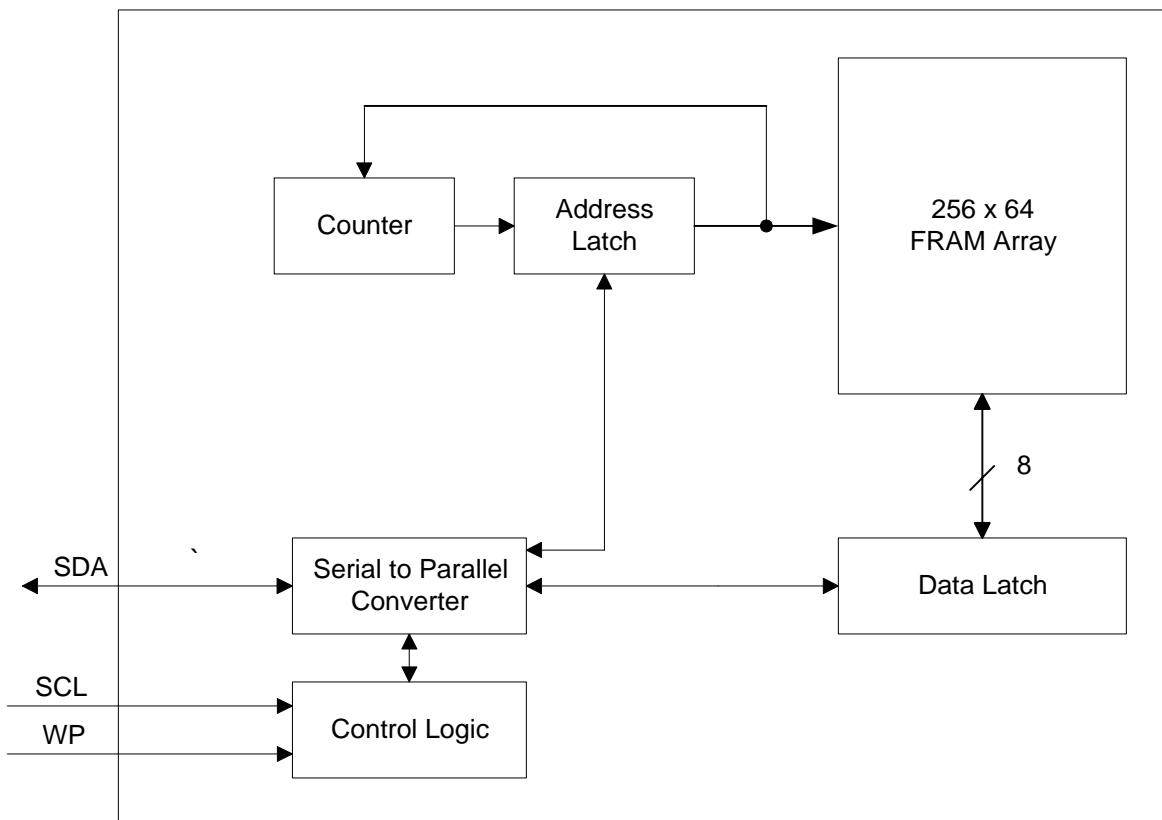 256 x 64
FRAM Array
Counter
Address
Latch
8
SDA
`
Serial to Parallel
Converter
Data Latch
SCL
WP
Control Logic